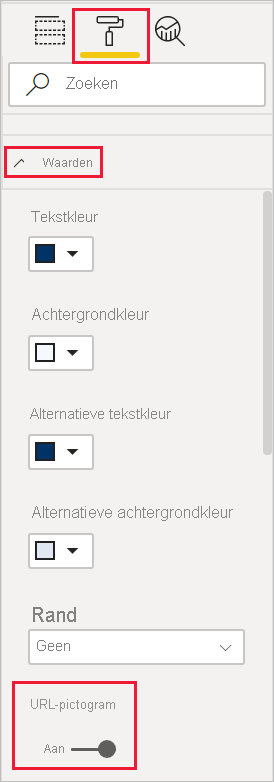 Zoeken
Waarden
Tekstkleur
Achtergrondkleur
Alternatieve tekstkleur
Alternatieve achtergrondkleur
Rand
Geen
URL-pictogram
Aan